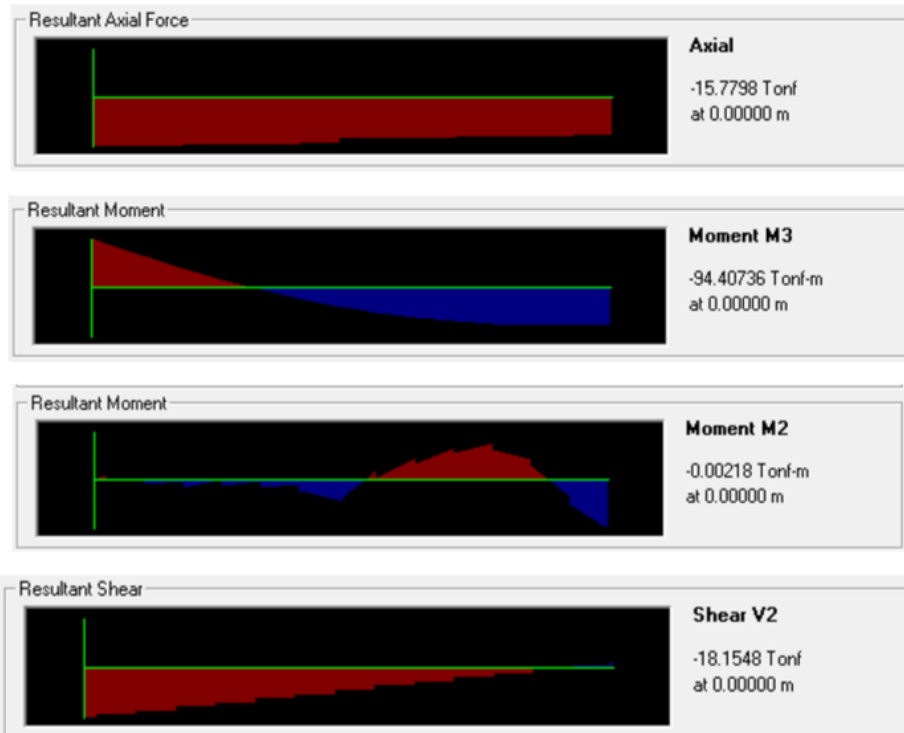 Resultant Axial Force
Axial
-15.7798 Tonf
at 0.00000 m
Resultant Moment
Moment M3
-94.40736 Tonf-m
at 0.00000 m
Resultant Moment
Moment M2
-0.00218 Tonf-m
at 0.00000 m
Resultant Shear
Shear V2
-18.1548 Tonf
at 0.00000 m